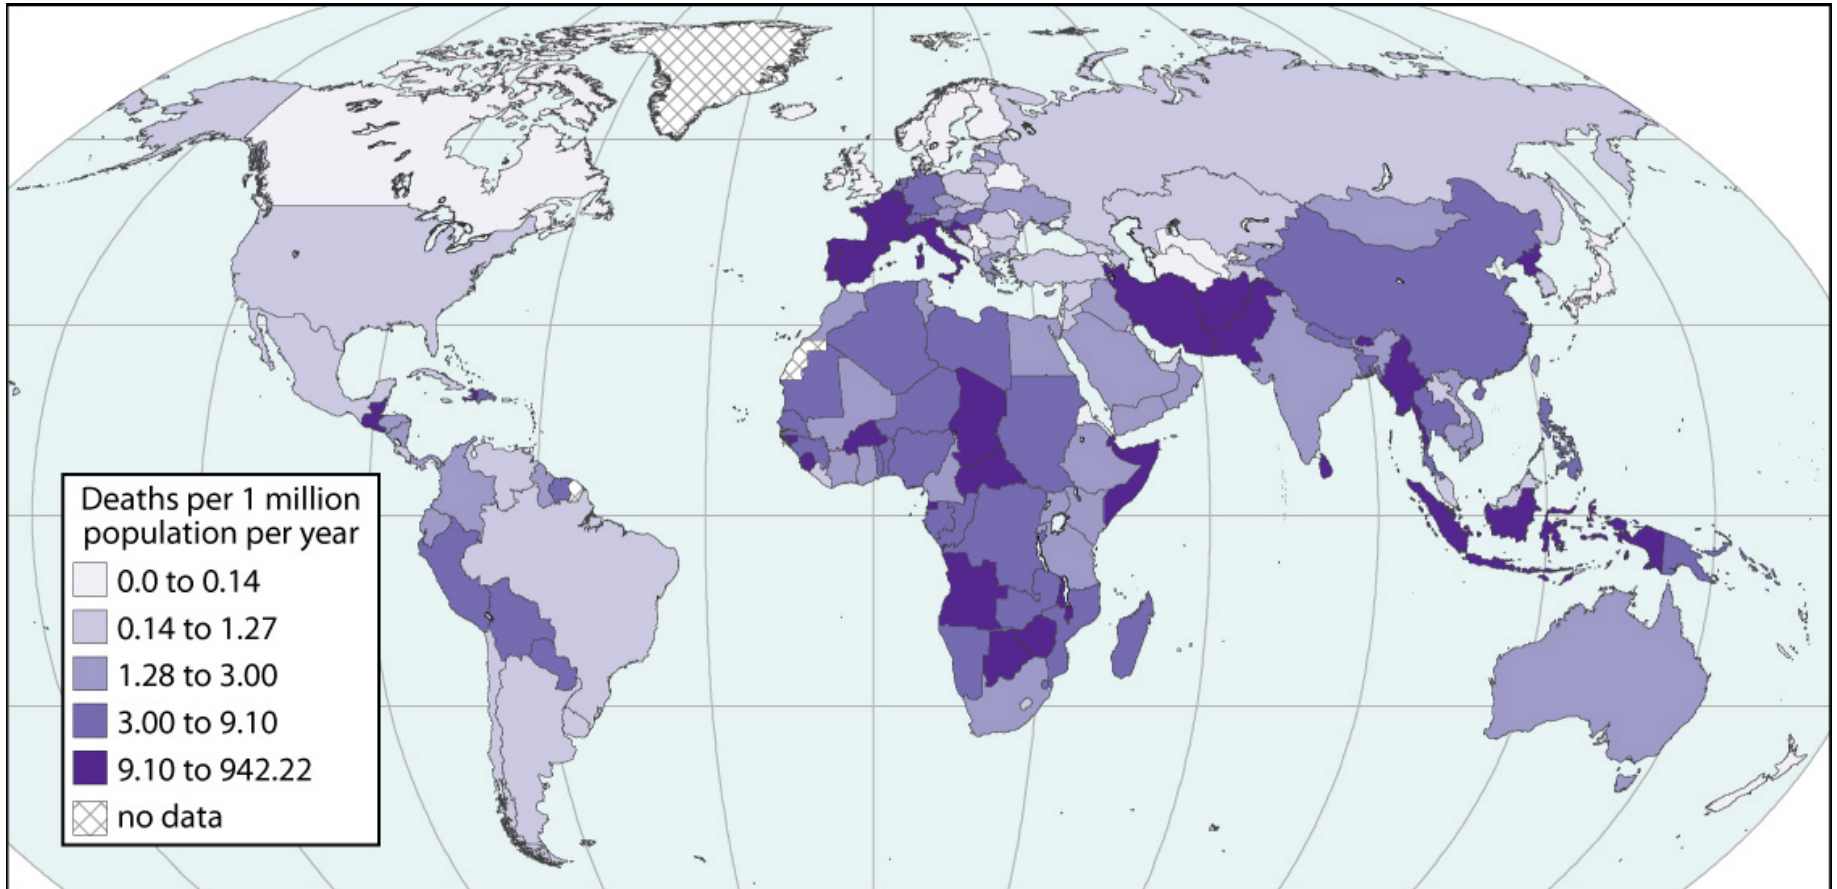 Deaths per 1 million
population per year
0.0 to 0.14
0.14 to 1.27
1.28 to 3.00
3.00 to 9.10
9.10 to 942.22
no data